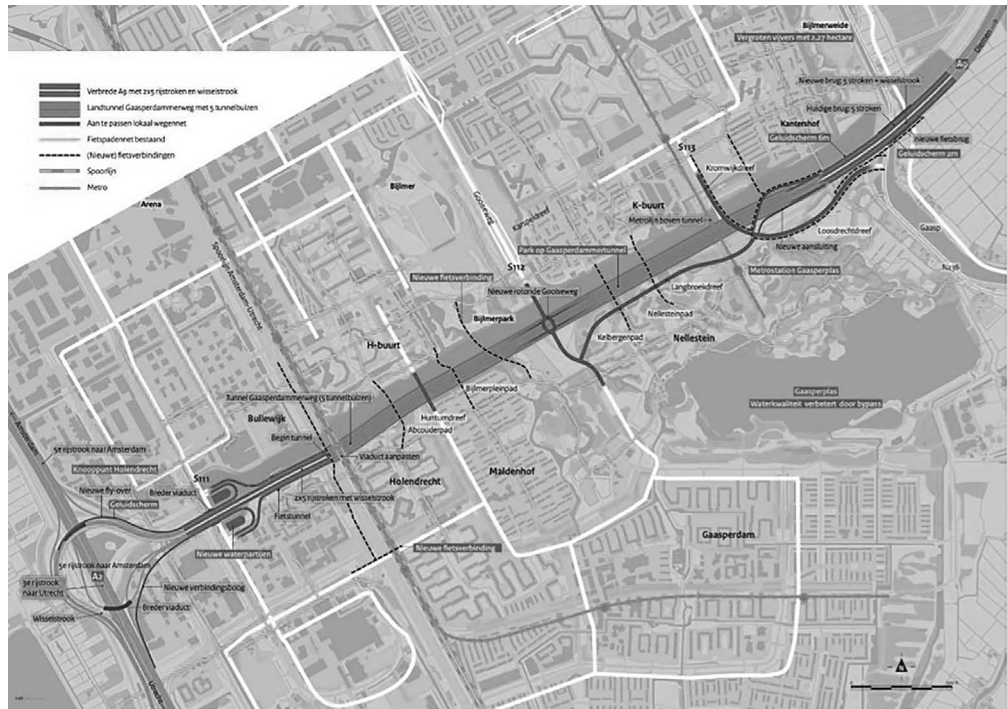 Verbrede A9 met 2x5 rijstroken en wisselstrook
Landtunnel Gaasperdammerweg met 5 tunnelbuizen
Aan te passen lokaal wegennet
Fietspadennet bestaand
(Nieuwe) fietsverbindingen
Spoorlijn
Metro
Bijlmerweide
Vergroten vijvers met 2,27 hectare
A9
Diemen
Nieuwe brug: 5 stroken + wisselstrook
Huidige brug: 5 stroken
Kantershof
Geluidscherm 6m
nieuwe fietsbrug
Geluidscherm 2m
S113
Kromwijkdreef
Arena
Bijlmer
Gooiseweg
Karspeldreef
K-buurt
Metrolijn boven tunnel
Loosdrechtdreef
Gaasp
Nieuwe aansluiting
Park op Gaasperdammertunnel
Spoorlijn Amsterdam-Utrecht
S112
Metrostation Gaasperplas
N236
Nieuwe fietsverbinding
Nieuwe rotonde Gooiseweg
Langbroekdreef
Nellesteinpad
Bijlmerpark
Kelbergenpad
Nellestein
H-buurt
Bijlmerpleinpad
Gaasperplas
Waterkwaliteit verbetert door bypass
Tunnel Gaasperdammerweg (5 tunnelbuizen)
Bullewijk
Huntumdreef
Abcouderpad
Begin tunnel
Viaduct aanpassen
Amsterdam
5e rijstrook naar Amsterdam
Knooppunt Holendrecht
S111
Holendrecht
Maldenhof
Nieuwe fly-over
Breder viaduct
2x5 rijstroken met wisselstrook
Geluidscherm
Fietstunnel
Gaasperdam
Nieuwe waterpartijen
Nieuwe fietsverbinding
5e rijstrook naar Amsterdam
A2
3e rijstrook
naar Utrecht
Nieuwe verbindingsboog
Wisselstrook
Breder viaduct
Utrecht
N